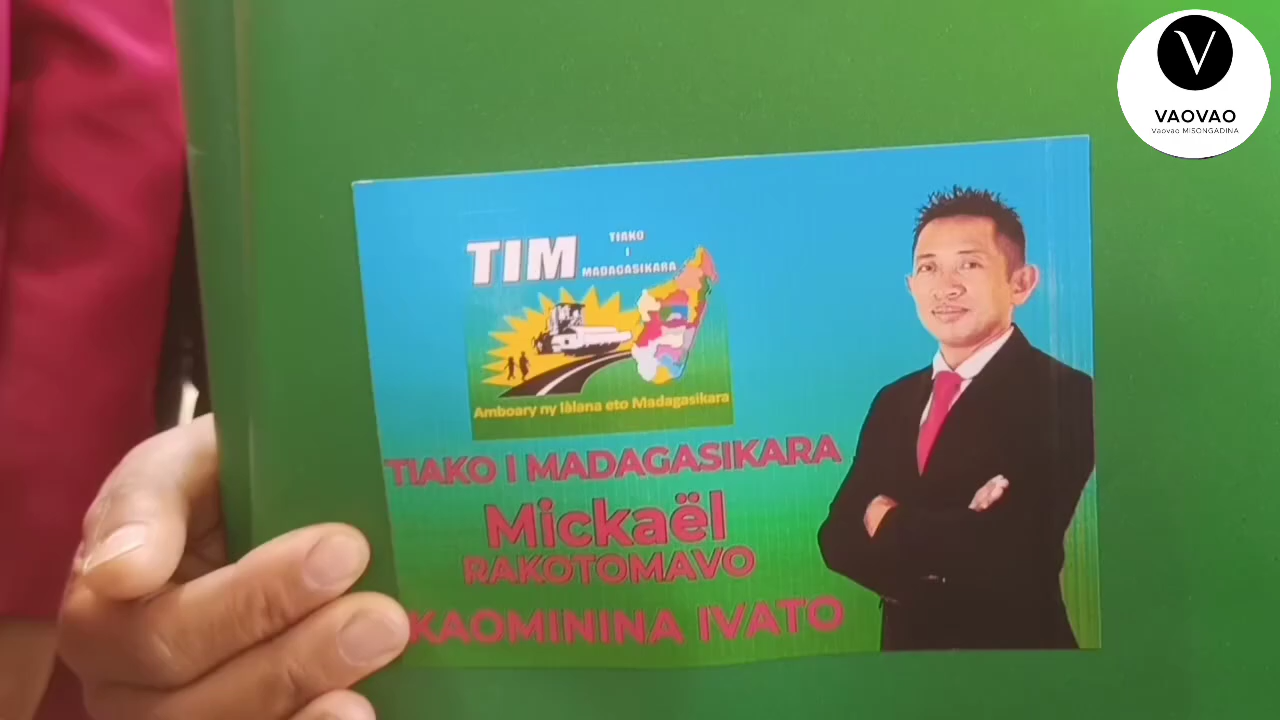 V
VAOVAO
Vaovao MISONGADINA
TIM
TIAKO
I
MADAGASIKARA
Amboary ny làlana eto Madagasikara
TIAKO I MADAGASIKARA
Mickaël
RAKOTOMAVO
KAOMININA IVATO